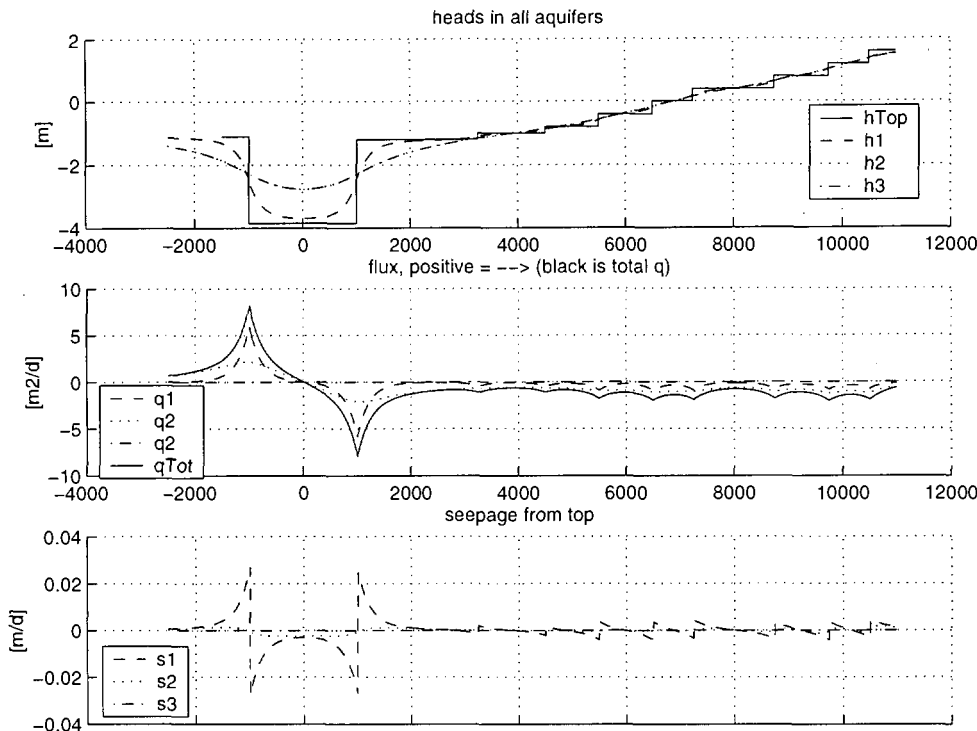 heads in all aquifers
2
0
−2
−4
[m]
hTop
h1
h2
h3
−4000 −2000 0 2000 4000 6000 8000 10000 12000
flux, positive = −−> (black is total q)
10
5
0
−5
−10
[m2/d]
q1
q2
q2
qTot
−4000 −2000 0 2000 4000 6000 8000 10000 12000
seepage from top
0.04
0.02
0
−0.02
−0.04
[m/d]
s1
s2
s3